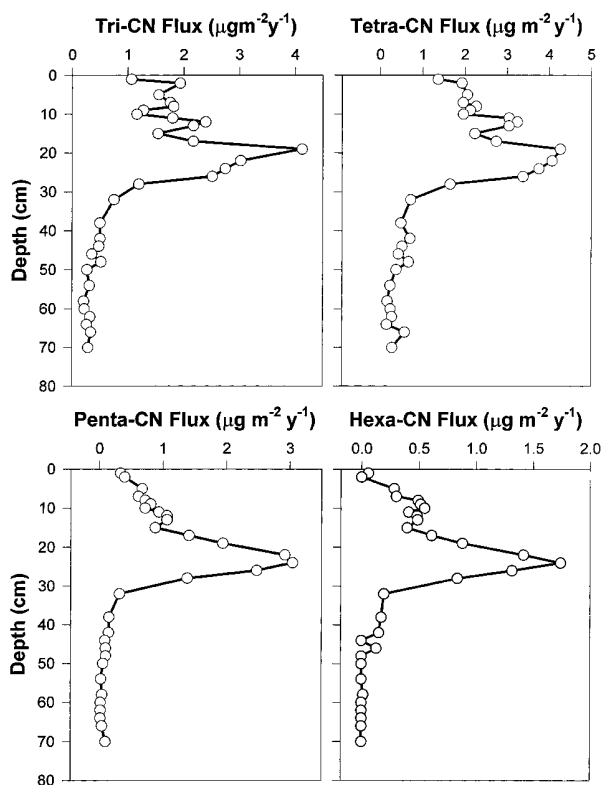 Tri-CN Flux (μgm⁻²y⁻¹)
0 1 2 3 4
Tetra-CN Flux (μg m⁻² y⁻¹)
0 1 2 3 4 5
Depth (cm)
0
10
20
30
40
50
60
70
80
Penta-CN Flux (μg m⁻² y⁻¹)
0 1 2 3
Hexa-CN Flux (μg m⁻² y⁻¹)
0.0 0.5 1.0 1.5 2.0
Depth (cm)
0
10
20
30
40
50
60
70
80